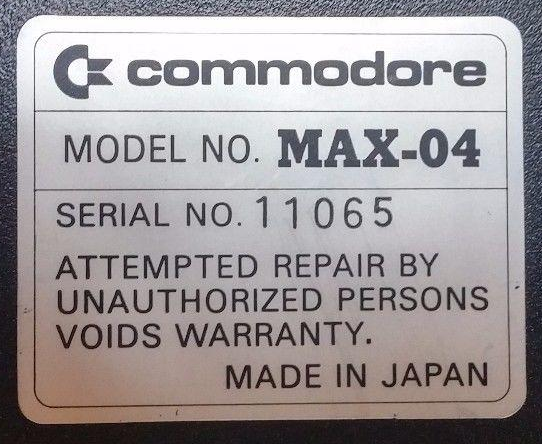 commodore
MODEL NO. MAX-04
SERIAL NO. 11065
ATTEMPTED REPAIR BY
UNAUTHORIZED PERSONS
VOIDS WARRANTY.
MADE IN JAPAN